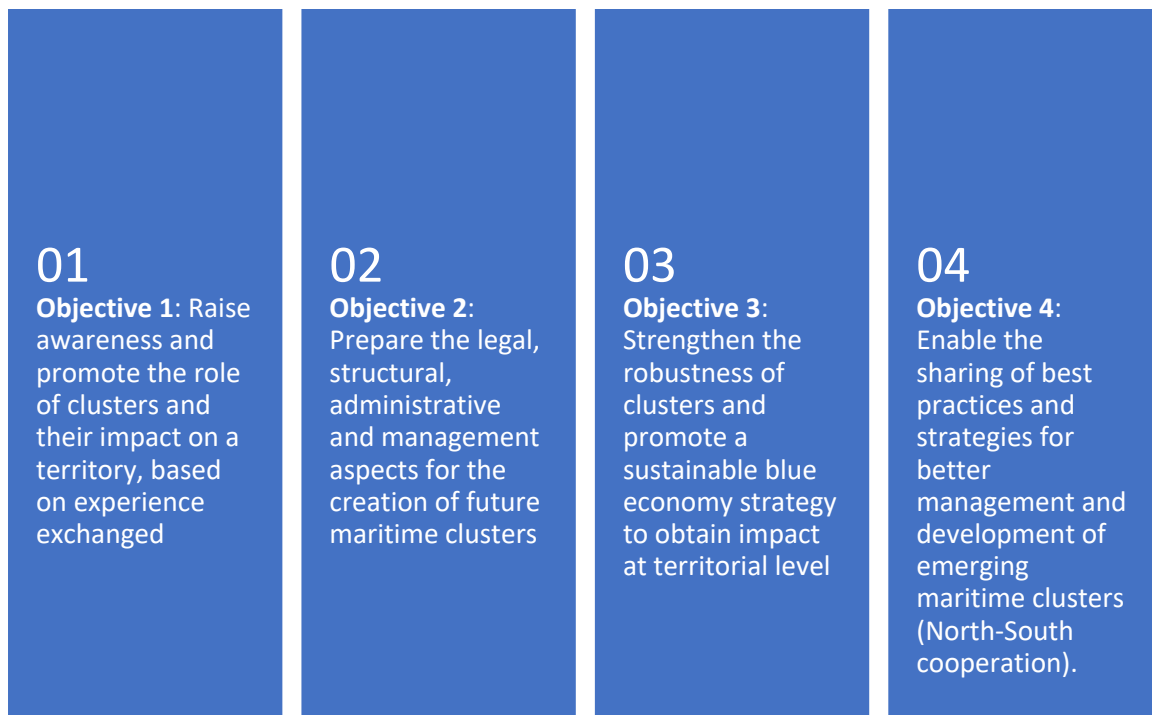 01
Objective 1: Raise
awareness and
promote the role
of clusters and
their impact on a
territory, based
on experience
exchanged
02
Objective 2:
Prepare the legal,
structural,
administrative
and management
aspects for the
creation of future
maritime clusters
03
Objective 3:
Strengthen the
robustness of
clusters and
promote a
sustainable blue
economy strategy
to obtain impact
at territorial level
04
Objective 4:
Enable the
sharing of best
practices and
strategies for
better
management and
development of
emerging
maritime clusters
(North-South
cooperation).